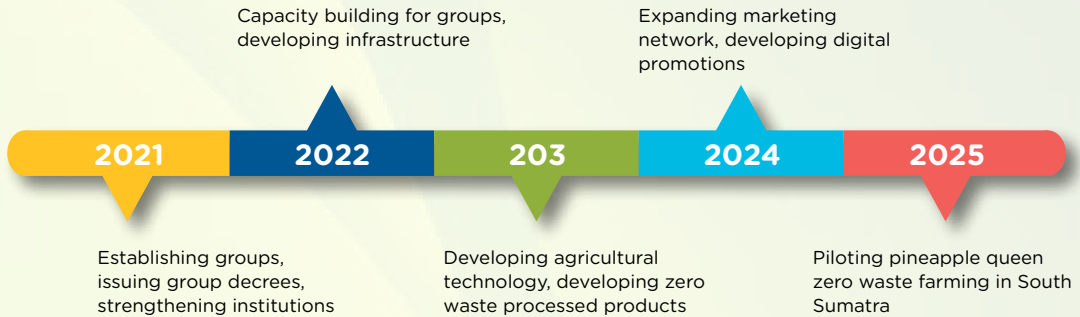 Capacity building for groups,
developing infrastructure
Expanding marketing
network, developing digital
promotions
2021
2022
203
2024
2025
Establishing groups,
issuing group decrees,
strengthening institutions
Developing agricultural
technology, developing zero
waste processed products
Piloting pineapple queen
zero waste farming in South
Sumatra